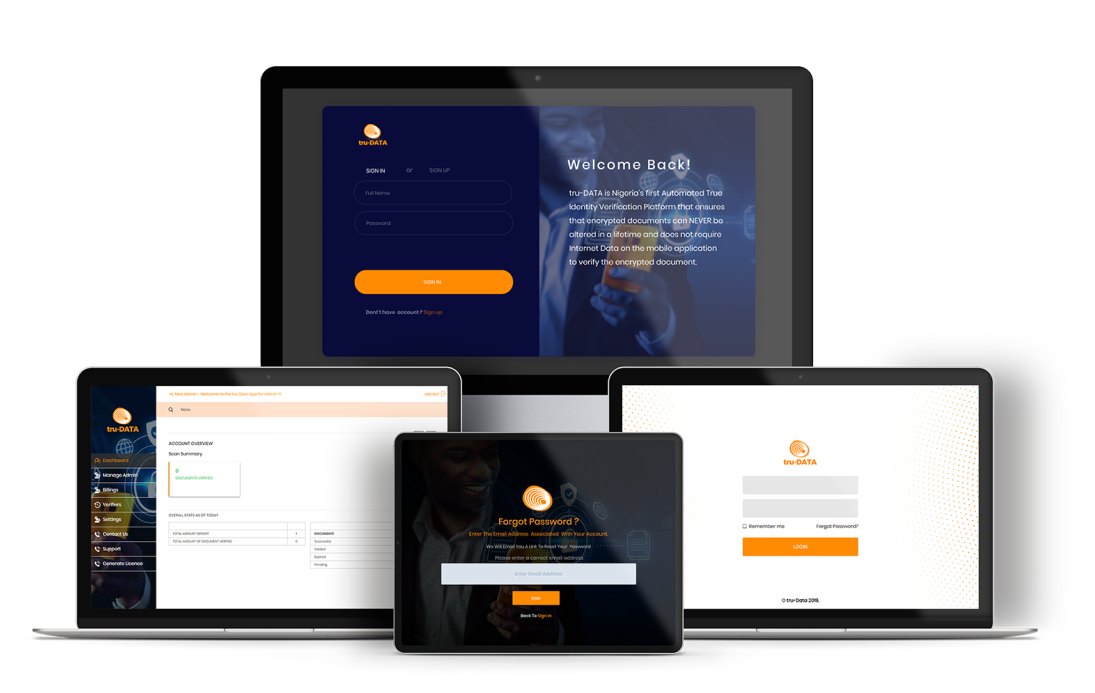 tru-DATA
SIGN IN or SIGN UP
Full Name
Password
SIGN IN
Don't have account ? Sign up
Welcome Back!
tru-DATA is Nigeria's first Automated True
Identity Verification Platform that ensures
that encrypted documents can NEVER be
altered in a lifetime and does not require
Internet Data on the mobile application
to verify the encrypted document.
tru-DATA
Dashboard
Manage Admin
Billings
Verifiers
Settings
Contact Us
Support
Generate Licence
Hi New Admin - Welcome to the tru-Data App for Admin !!!
LOG OUT
ACCOUNT OVERVIEW
Scan Summary
0
DOCUMENTS VERIFIED
OVERALL STATS AS OF TODAY
TOTAL AMOUNT DEPOSIT
TOTAL AMOUNT OF DOCUMENT VERIFIED 0
DOCUMENTS
Successful
Viewed
Expired
Pending
Forgot Password ?
Enter The Email Address Associated With Your Account.
We Will Email You A Link To Reset Your Password
Please enter a correct email address
Enter Email Address
SEND
Back To Sign In
tru-DATA
Remember me Forgot Password?
LOGIN
© tru-Data 2019.